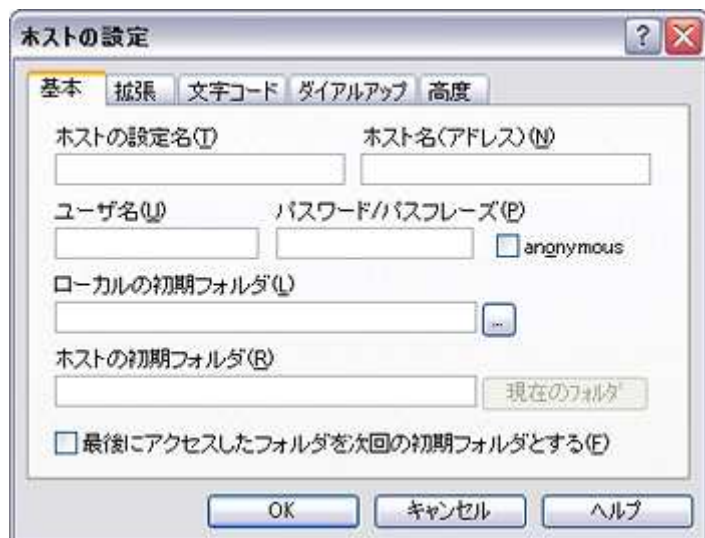 ホストの設定
基本 拡張 文字コード ダイアルアップ 高度
ホストの設定名(T) ホスト名(アドレス)(N)
ユーザ名(U) パスワード/パスフレーズ(P)
anonymous
ローカルの初期フォルダ(L)
...
ホストの初期フォルダ(R)
現在のフォルダ
最後にアクセスしたフォルダを次回の初期フォルダとする(F)
OK キャンセル ヘルプ